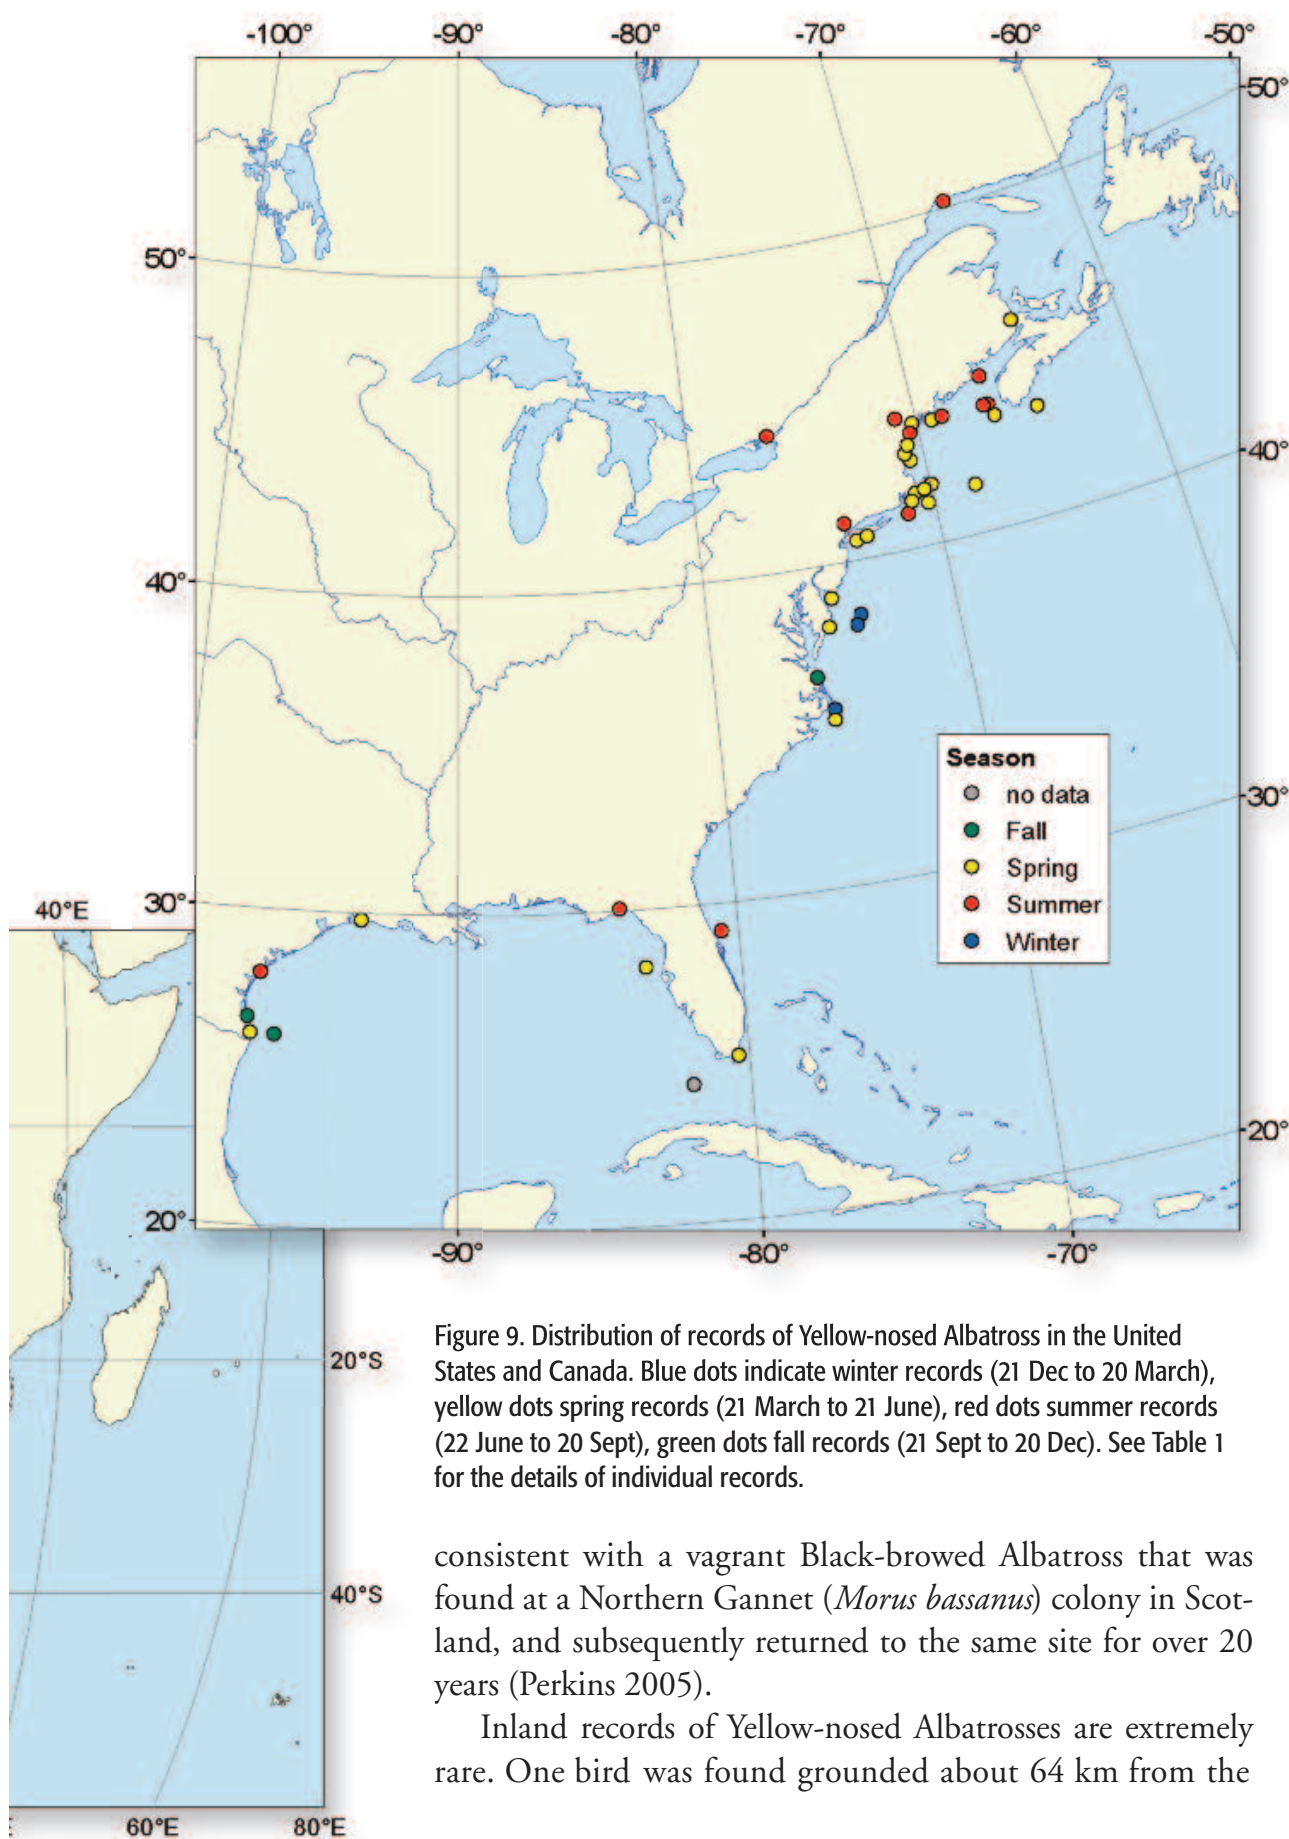 -100°
-90°
-80°
-70°
-60°
-50°
50°
50°
40°
40°
30°
30°
20°
20°
-90°
-80°
-70°
Season
no data
Fall
Spring
Summer
Winter
40°E
20°S
40°S
60°E
80°E
Figure 9. Distribution of records of Yellow-nosed Albatross in the United
States and Canada. Blue dots indicate winter records (21 Dec to 20 March),
yellow dots spring records (21 March to 21 June), red dots summer records
(22 June to 20 Sept), green dots fall records (21 Sept to 20 Dec). See Table 1
for the details of individual records.
consistent with a vagrant Black-browed Albatross that was
found at a Northern Gannet (Morus bassanus) colony in Scot-
land, and subsequently returned to the same site for over 20
years (Perkins 2005).
Inland records of Yellow-nosed Albatrosses are extremely
rare. One bird was found grounded about 64 km from the